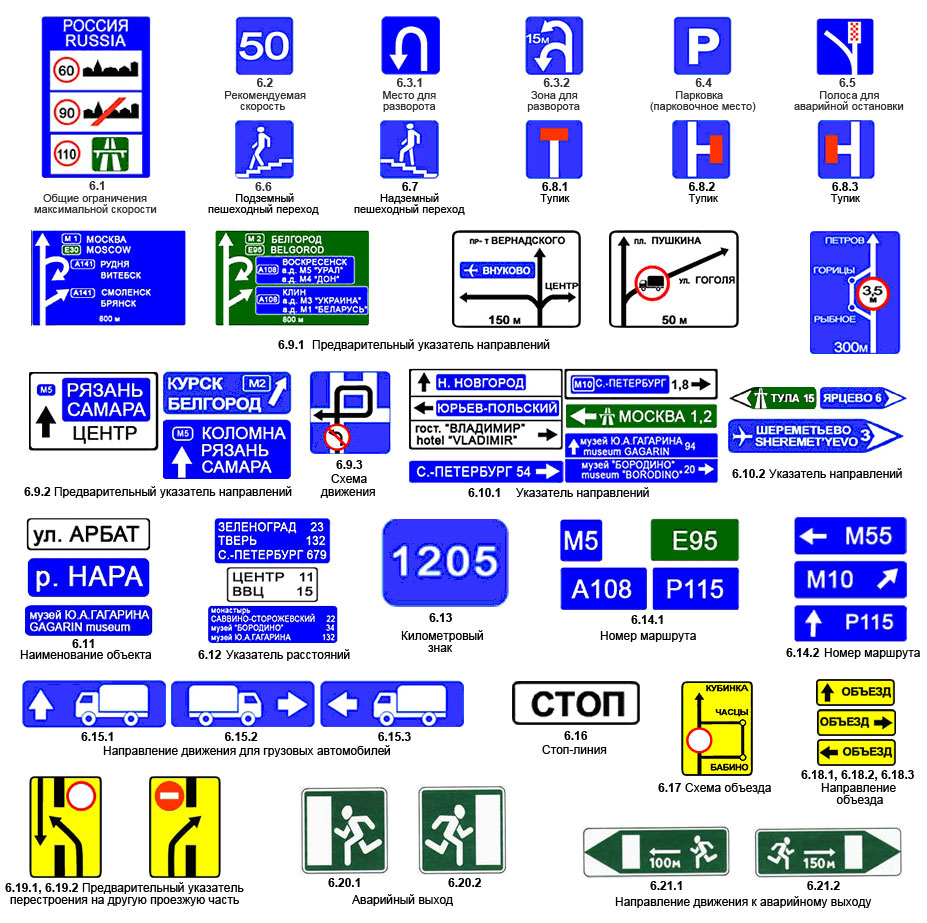 РОССИЯ
RUSSIA
60
90
110
6.1
Общие ограничения
максимальной скорости
50
6.2
Рекомендуемая
скорость
6.3.1
Место для
разворота
15м
6.3.2
Зона для
разворота
P
6.4
Парковка
(парковочное место)
6.5
Полоса для
аварийной остановки
6.6
Подземный
пешеходный переход
6.7
Надземный
пешеходный переход
6.8.1
Тупик
6.8.2
Тупик
6.8.3
Тупик
М 1 МОСКВА
E30 MOSCOW
А141 РУДНЯ
ВИТЕБСК
А141 СМОЛЕНСК
БРЯНСК
800 м
М 2 БЕЛГОРОД
E95 BELGOROD
ВОСКРЕСЕНСК
А108 а.д. М5 "УРАЛ"
а.д. М4 "ДОН"
КЛИН
А108 а.д. М3 "УКРАИНА"
а.д. М1 "БЕЛАРУСЬ"
800 м
пр- т ВЕРНАДСКОГО
ВНУКОВО
ЦЕНТР
150 м
пл. ПУШКИНА
ул. ГОГОЛЯ
50 м
ПЕТРОВ
ГОРИЦЫ
3,5
м
РЫБНОЕ
300м
6.9.1 Предварительный указатель направлений
М5 РЯЗАНЬ
САМАРА
ЦЕНТР
КУРСК М2
БЕЛГОРОД
М5 КОЛОМНА
РЯЗАНЬ
САМАРА
6.9.2 Предварительный указатель направлений
6.9.3
Схема
движения
Н. НОВГОРОД
ЮРЬЕВ-ПОЛЬСКИЙ
гост. "ВЛАДИМИР"
hotel "VLADIMIR"
С.-ПЕТЕРБУРГ 54
М10 С.-ПЕТЕРБУРГ 1,8
МОСКВА 1,2
музей Ю.А.ГАГАРИНА
museum GAGARIN 94
музей "БОРОДИНО"
museum "BORODINO" 20
6.10.1 Указатель направлений
ТУЛА 15
ЯРЦЕВО 6
ШЕРЕМЕТЬЕВО
SHEREMET'YEVO 3
6.10.2 Указатель направлений
ул. АРБАТ
р. НАРА
музей Ю.А.ГАГАРИНА
GAGARIN museum
6.11
Наименование объекта
ЗЕЛЕНОГРАД 23
ТВЕРЬ 132
С.-ПЕТЕРБУРГ 679
ЦЕНТР 11
ВВЦ 15
монастырь
САВВИНО-СТОРОЖЕВСКИЙ 22
музей "БОРОДИНО" 34
музей Ю.А.ГАГАРИНА 132
6.12 Указатель расстояний
1205
6.13
Километровый
знак
М5
E95
А108
Р115
6.14.1
Номер маршрута
М55
М10
Р115
6.14.2 Номер маршрута
6.15.1
6.15.2
6.15.3
Направление движения для грузовых автомобилей
СТОП
6.16
Стоп-линия
КУБИНКА
ЧАСЦЫ
БАБИНО
6.17 Схема объезда
ОБЪЕЗД
ОБЪЕЗД
ОБЪЕЗД
6.18.1, 6.18.2, 6.18.3
Направление
объезда
6.19.1, 6.19.2 Предварительный указатель
перестроения на другую проезжую часть
6.20.1
6.20.2
Аварийный выход
100м
150м
6.21.1
6.21.2
Направление движения к аварийному выходу